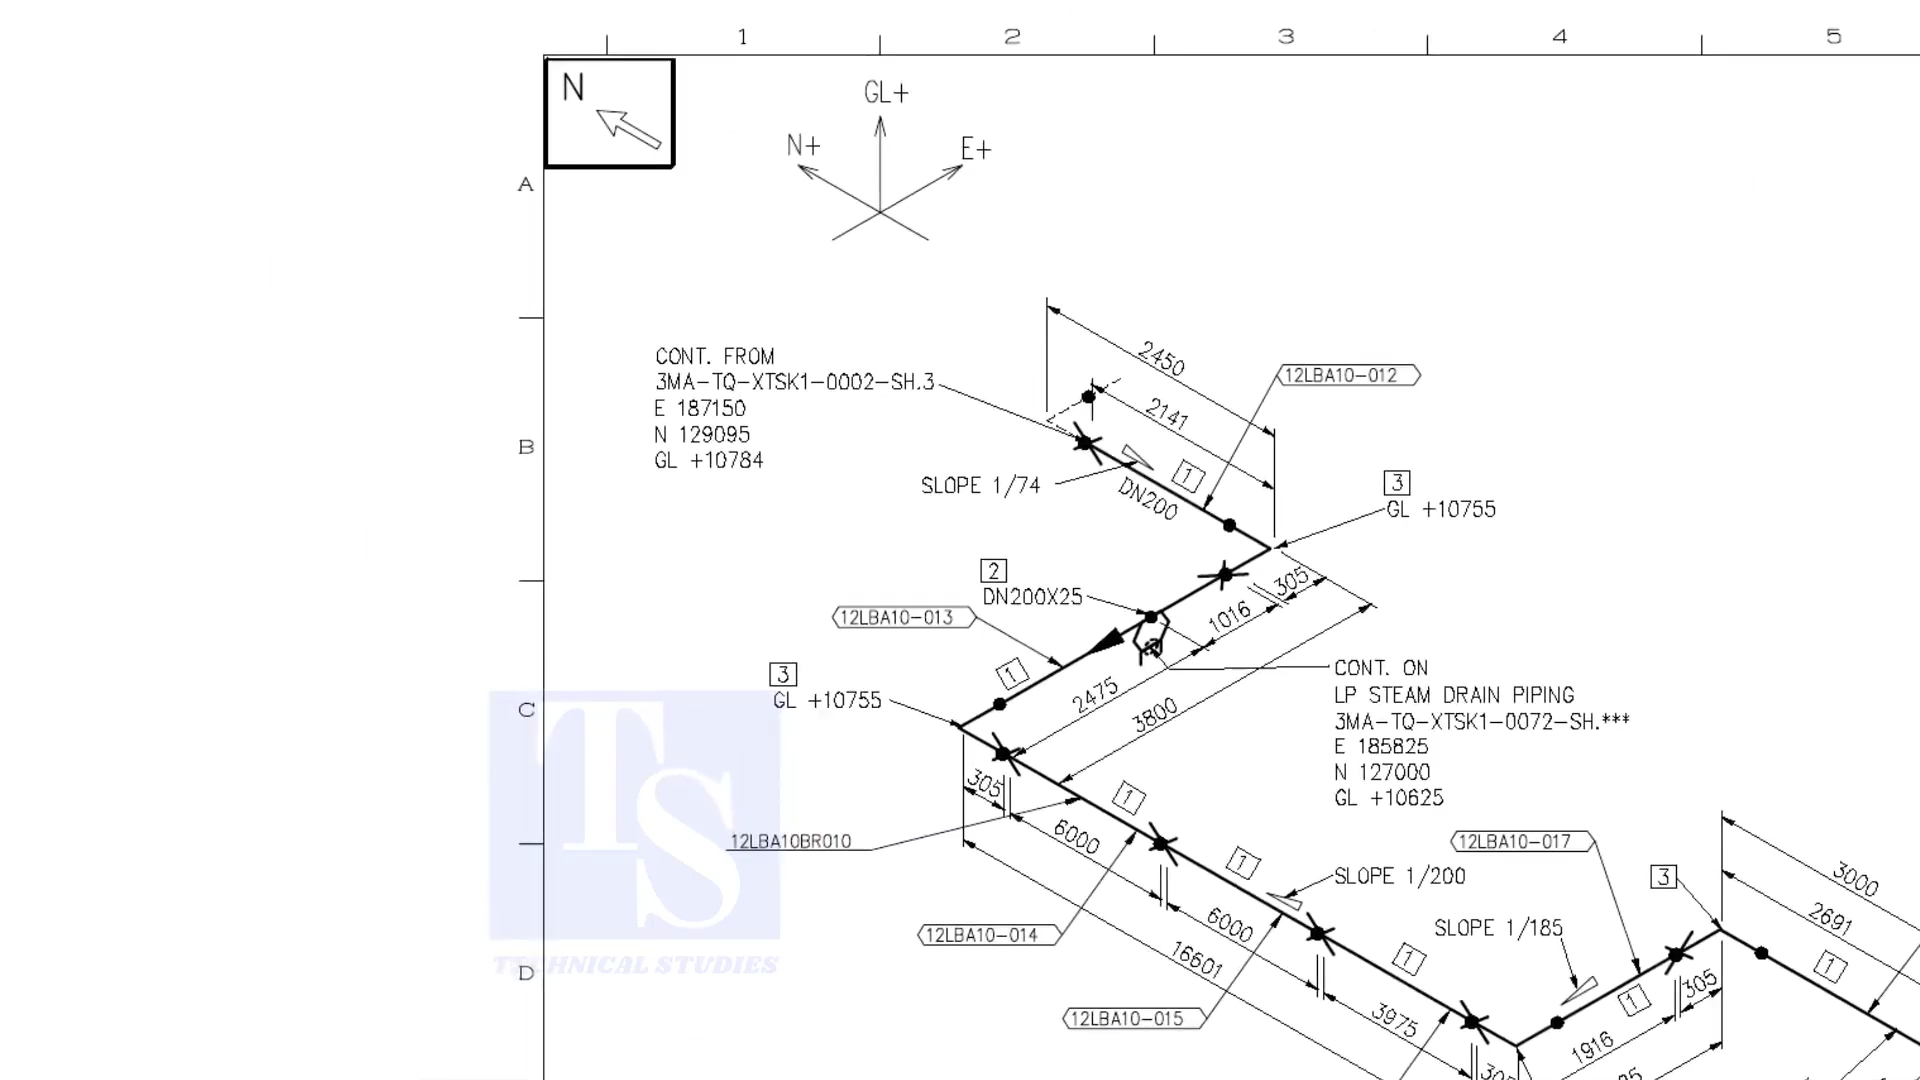 1 2 3 4 5
N
GL+
N+
E+
A
2450
CONT. FROM
3MA-TQ-XTSK1-0002-SH.3
E 187150
N 129095
GL +10784
12LBA10-012
2141
B
1
SLOPE 1/74
DN200
3
GL +10755
2
DN200X25
305
1016
12LBA10-013
1
3
GL +10755
2475
3800
CONT. ON
LP STEAM DRAIN PIPING
3MA-TQ-XTSK1-0072-SH.***
E 185825
N 127000
GL +10625
C
305
1
12LBA10BR010
6000
12LBA10-017
1
SLOPE 1/200
3
3000
2691
6000
SLOPE 1/185
12LBA10-014
16601
1
1
D
TS
TECHNICAL STUDIES
305
1
12LBA10-015
3975
1916